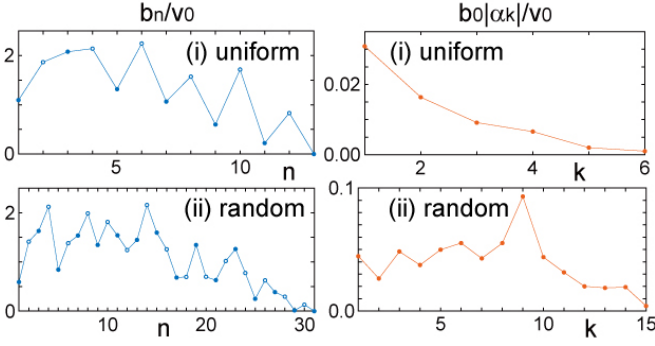 bn/v0
b0|αk|/v0
(i) uniform
(i) uniform
2
0
5
10
n
0.02
0.00
2
4
6
k
(ii) random
(ii) random
2
0
10
20
30
n
0.1
0.0
5
10
15
k